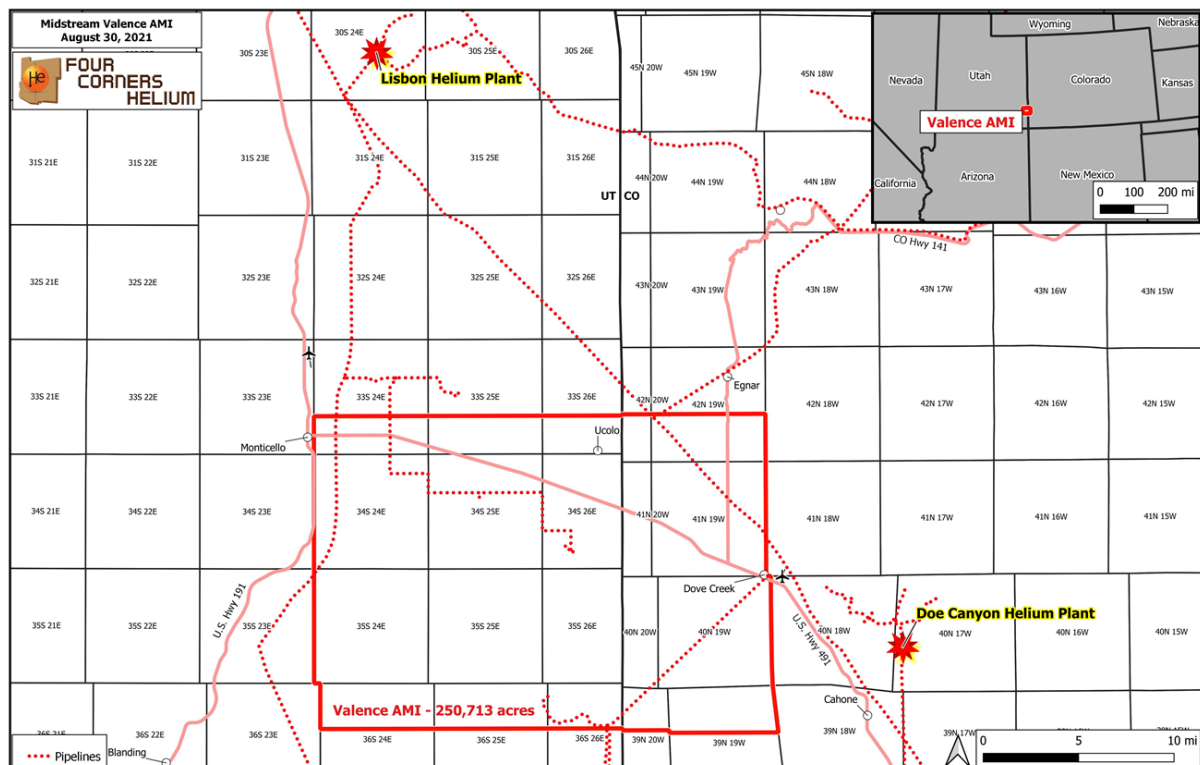 Midstream Valence AMI
August 30, 2021
He
FOUR
CORNERS
HELIUM
30S 23E
30S 24E
30S 25E
30S 26E
45N 20W
45N 19W
45N 18W
Lisbon Helium Plant
Wyoming
Nebraska
Nevada
Utah
Colorado
Kansas
Valence AMI
California
Arizona
New Mexico
0 100 200 mi
31S 21E
31S 22E
31S 23E
31S 24E
31S 25E
31S 26E
UT CO
44N 20W
44N 19W
44N 18W
CO Hwy 141
32S 21E
32S 22E
32S 23E
32S 24E
32S 25E
32S 26E
43N 20W
43N 19W
43N 18W
43N 17W
43N 16W
43N 15W
Egnar
33S 21E
33S 22E
33S 23E
33S 24E
33S 25E
33S 26E
42N 20W
42N 19W
42N 18W
42N 17W
42N 16W
42N 15W
Monticello
Ucolo
34S 21E
34S 22E
34S 23E
34S 24E
34S 25E
34S 26E
41N 20W
41N 19W
41N 18W
41N 17W
41N 16W
41N 15W
Dove Creek
U.S. Hwy 191
U.S. Hwy 491
Doe Canyon Helium Plant
35S 21E
35S 22E
35S 23E
35S 24E
35S 25E
35S 26E
40N 20W
40N 19W
40N 18W
40N 17W
40N 16W
40N 15W
Valence AMI - 250,713 acres
Cahone
36S 22E
36S 23E
36S 24E
36S 25E
36S 26E
39N 20W
39N 19W
39N 18W
39N 17W
Blanding
Pipelines
0 5 10 mi